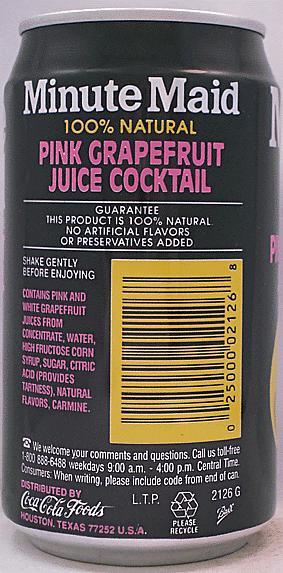 Minute Maid
100% NATURAL
PINK GRAPEFRUIT
JUICE COCKTAIL
GUARANTEE
THIS PRODUCT IS 100% NATURAL.
NO ARTIFICIAL FLAVORS
OR PRESERVATIVES ADDED
SHAKE GENTLY
BEFORE ENJOYING
CONTAINS PINK AND
WHITE GRAPEFRUIT
JUICES FROM
CONCENTRATE, WATER,
HIGH FRUCTOSE CORN
SYRUP, SUGAR, CITRIC
ACID (PROVIDES
TARTNESS), NATURAL
FLAVORS, CARMINE.
0 25000 02126 8
☎ We welcome your comments and questions. Call us toll-free
1-800 888-6488 weekdays 9:00 a.m. - 4:00 p.m. Central Time.
Consumers: When writing, please include code from end of can.
DISTRIBUTED BY
Coca-Cola Foods
HOUSTON, TEXAS 77252 U.S.A.
L.T.P.
PLEASE
RECYCLE
2126 G
Ball